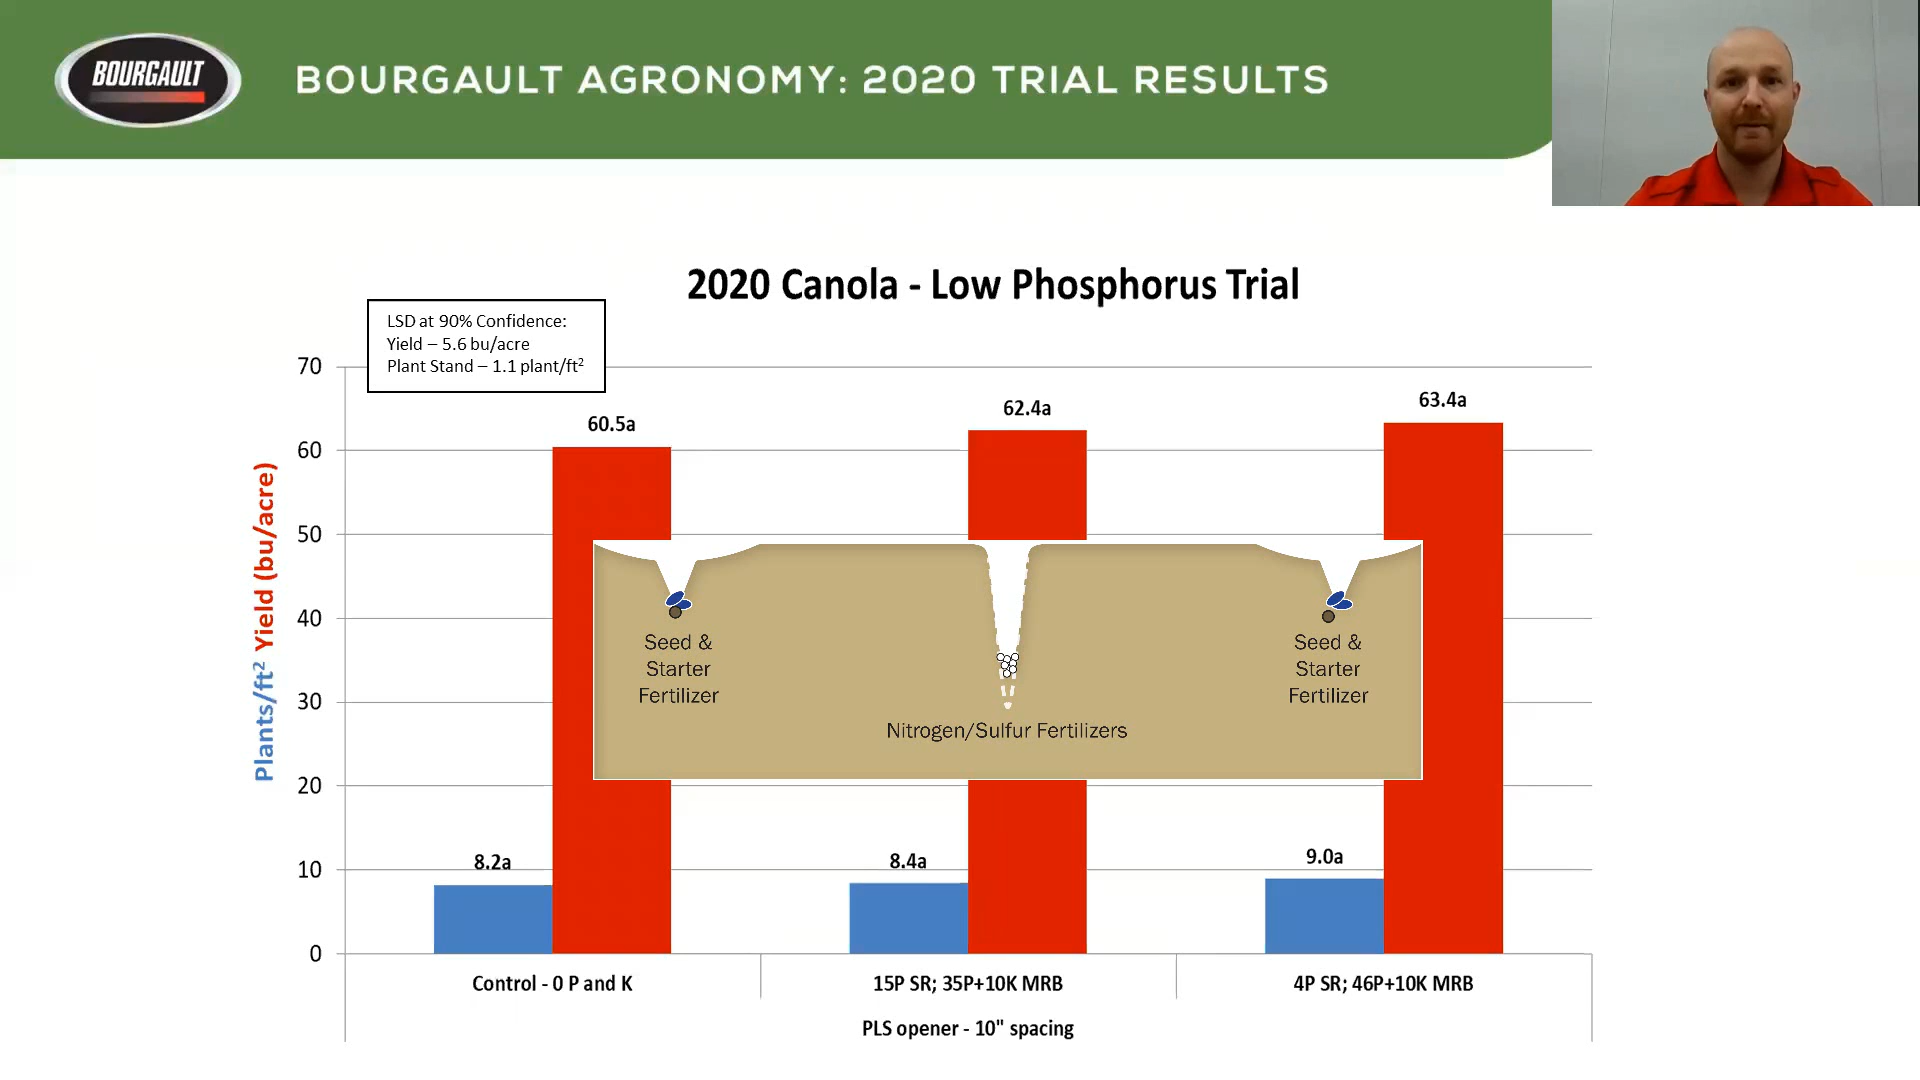 BOURGAULT
BOURGAULT AGRONOMY: 2020 TRIAL RESULTS
2020 Canola - Low Phosphorus Trial
LSD at 90% Confidence:
Yield – 5.6 bu/acre
Plant Stand – 1.1 plant/ft²
70
60
50
40
30
20
10
0
Plants/ft² Yield (bu/acre)
60.5a
62.4a
63.4a
8.2a
8.4a
9.0a
Seed &
Starter
Fertilizer
Nitrogen/Sulfur Fertilizers
Seed &
Starter
Fertilizer
Control - 0 P and K
15P SR; 35P+10K MRB
4P SR; 46P+10K MRB
PLS opener - 10" spacing